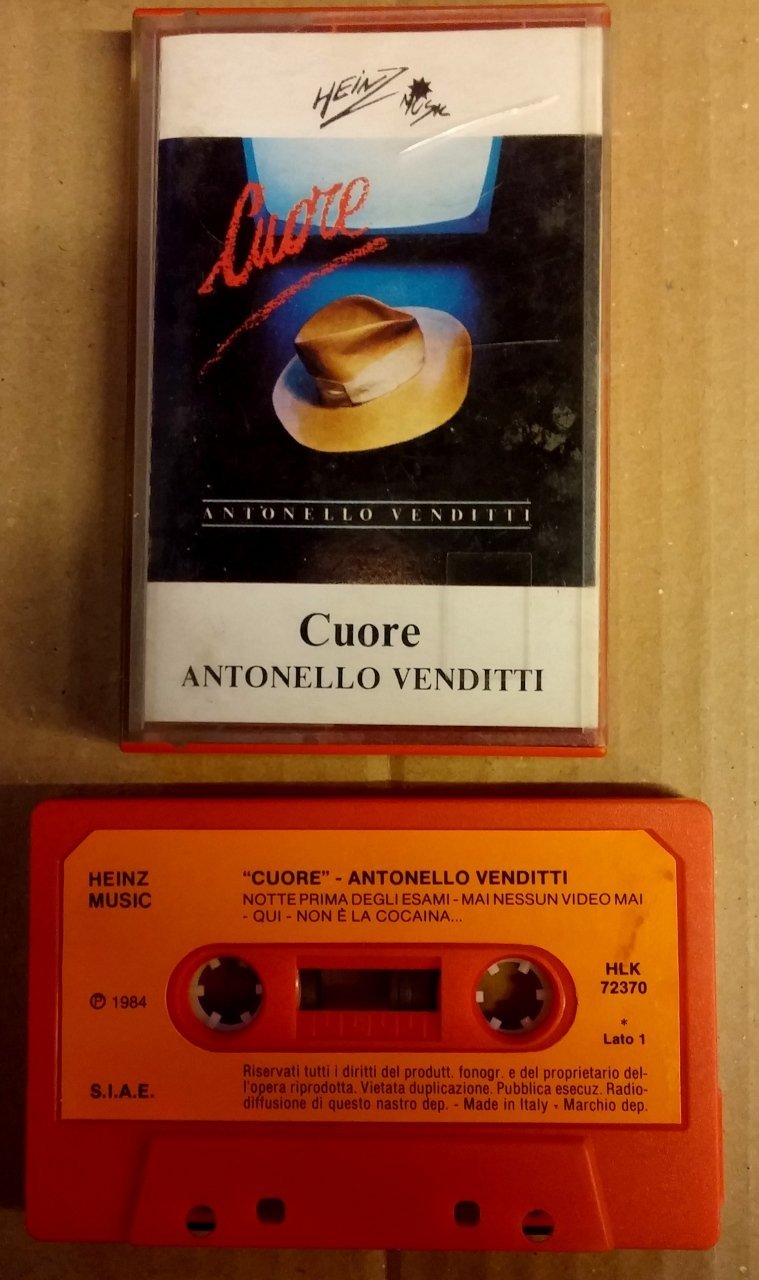 HEINZ MUSIC
Cuore
ANTONELLO VENDITTI
Cuore
ANTONELLO VENDITTI
HEINZ
MUSIC
"CUORE" - ANTONELLO VENDITTI
NOTTE PRIMA DEGLI ESAMI - MAI NESSUN VIDEO MAI
- QUI - NON È LA COCAINA...
℗ 1984
HLK
72370
*
Lato 1
S.I.A.E.
Riservati tutti i diritti del produtt. fonogr. e del proprietario del-
l'opera riprodotta. Vietata duplicazione. Pubblica esecuz. Radio-
diffusione di questo nastro dep. - Made in Italy - Marchio dep.